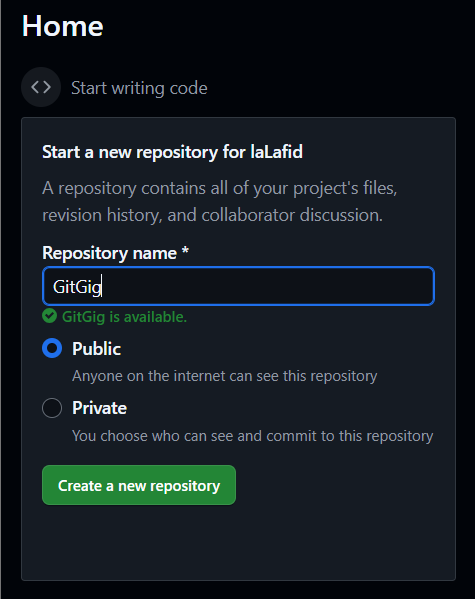 Home
Start writing code
Start a new repository for laLafid
A repository contains all of your project's files,
revision history, and collaborator discussion.
Repository name *
GitGig
GitGig is available.
Public
Anyone on the internet can see this repository
Private
You choose who can see and commit to this repository
Create a new repository